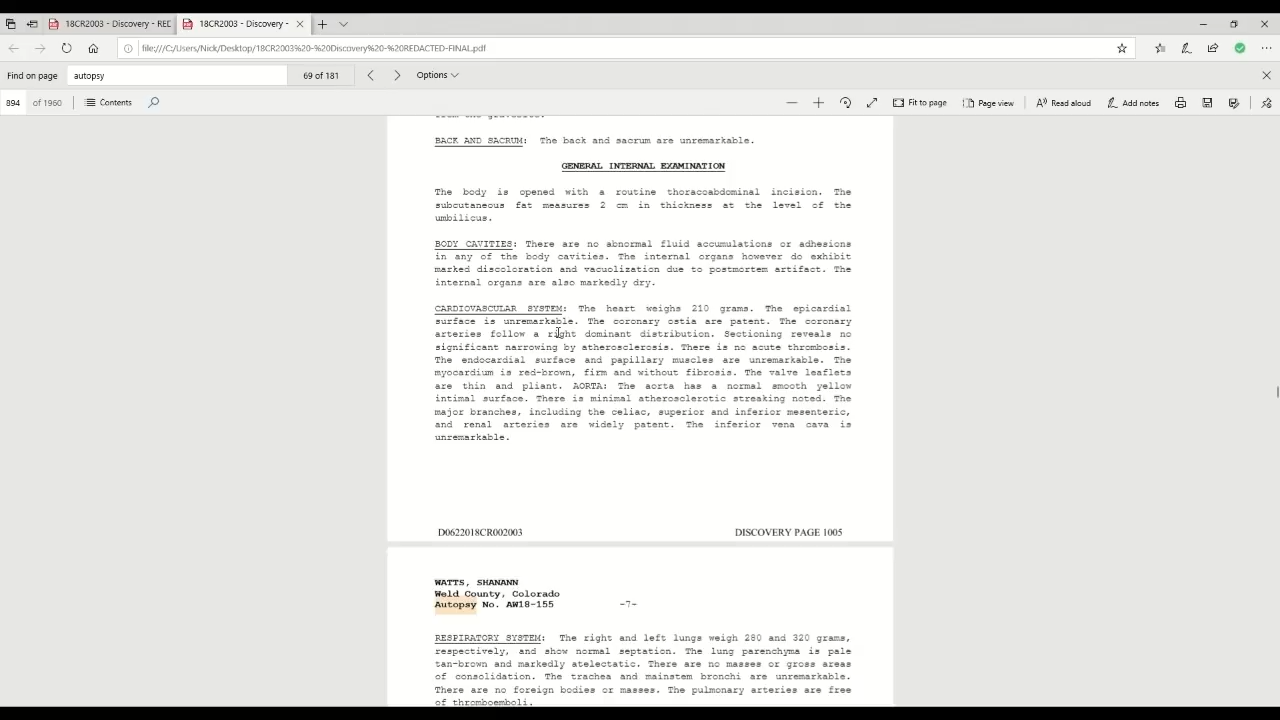 18CR2003 - Discovery - RED
18CR2003 - Discovery -
file:///C:/Users/Nick/Desktop/18CR2003%20-%20Discovery%20-%20REDACTED-FINAL.pdf
Find on page
autopsy
69 of 181
Options
894
of 1960
Contents
Fit to page
Page view
Read aloud
Add notes
BACK AND SACRUM: The back and sacrum are unremarkable.
GENERAL INTERNAL EXAMINATION
The body is opened with a routine thoracoabdominal incision. The
subcutaneous fat measures 2 cm in thickness at the level of the
umbilicus.
BODY CAVITIES: There are no abnormal fluid accumulations or adhesions
in any of the body cavities. The internal organs however do exhibit
marked discoloration and vacuolization due to postmortem artifact. The
internal organs are also markedly dry.
CARDIOVASCULAR SYSTEM: The heart weighs 210 grams. The epicardial
surface is unremarkable. The coronary ostia are patent. The coronary
arteries follow a right dominant distribution. Sectioning reveals no
significant narrowing by atherosclerosis. There is no acute thrombosis.
The endocardial surface and papillary muscles are unremarkable. The
myocardium is red-brown, firm and without fibrosis. The valve leaflets
are thin and pliant. AORTA: The aorta has a normal smooth yellow
intimal surface. There is minimal atherosclerotic streaking noted. The
major branches, including the celiac, superior and inferior mesenteric,
and renal arteries are widely patent. The inferior vena cava is
unremarkable.
D0622018CR002003
DISCOVERY PAGE 1005
WATTS, SHANANN
Weld County, Colorado
Autopsy No. AW18-155
-7-
RESPIRATORY SYSTEM: The right and left lungs weigh 280 and 320 grams,
respectively, and show normal septation. The lung parenchyma is pale
tan-brown and markedly atelectatic. There are no masses or gross areas
of consolidation. The trachea and mainstem bronchi are unremarkable.
There are no foreign bodies or masses. The pulmonary arteries are free
of thromboemboli.